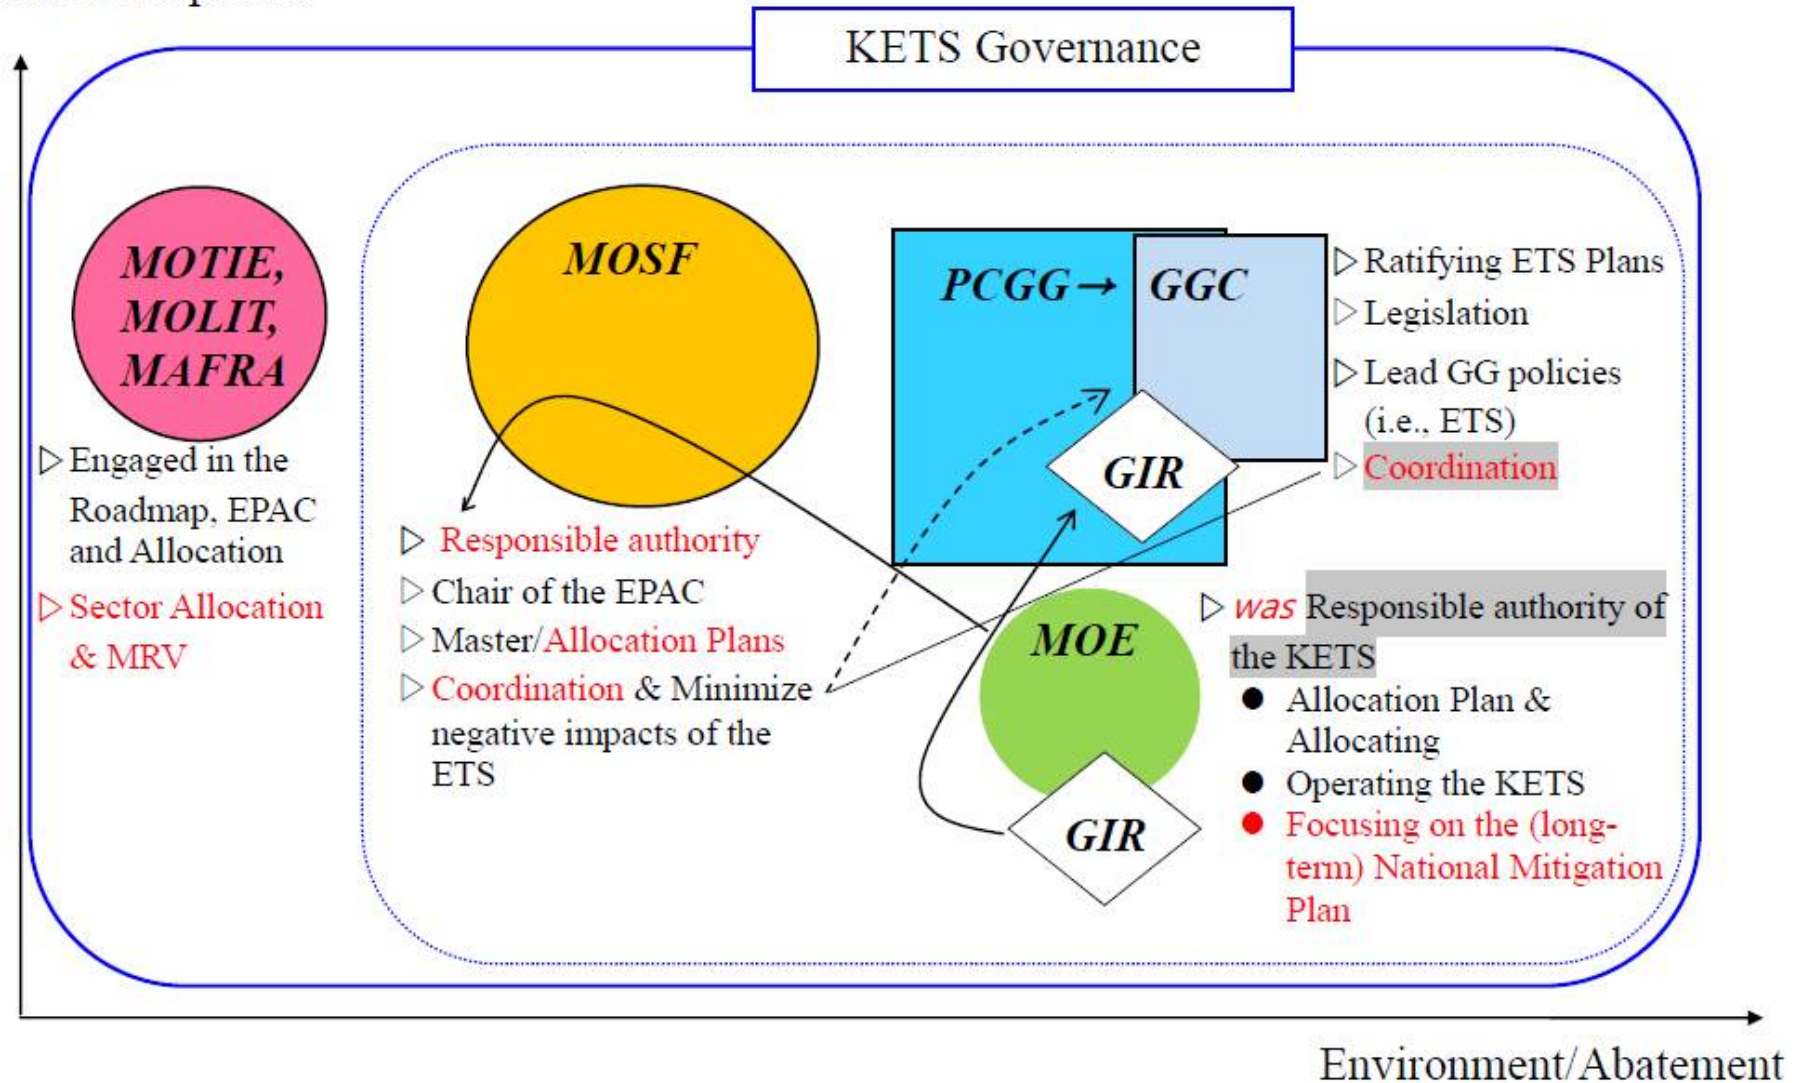 KETS Governance
MOTIE,
MOLIT,
MAFRA
▷ Engaged in the
Roadmap, EPAC
and Allocation
▷ Sector Allocation
& MRV
MOSF
▷ Responsible authority
▷ Chair of the EPAC
▷ Master/Allocation Plans
▷ Coordination & Minimize
negative impacts of the
ETS
PCGG→ GGC
GIR
▷ Ratifying ETS Plans
▷ Legislation
▷ Lead GG policies
(i.e., ETS)
▷ Coordination
MOE
GIR
▷ was Responsible authority of
the KETS
● Allocation Plan &
Allocating
● Operating the KETS
● Focusing on the (long-
term) National Mitigation
Plan
Environment/Abatement